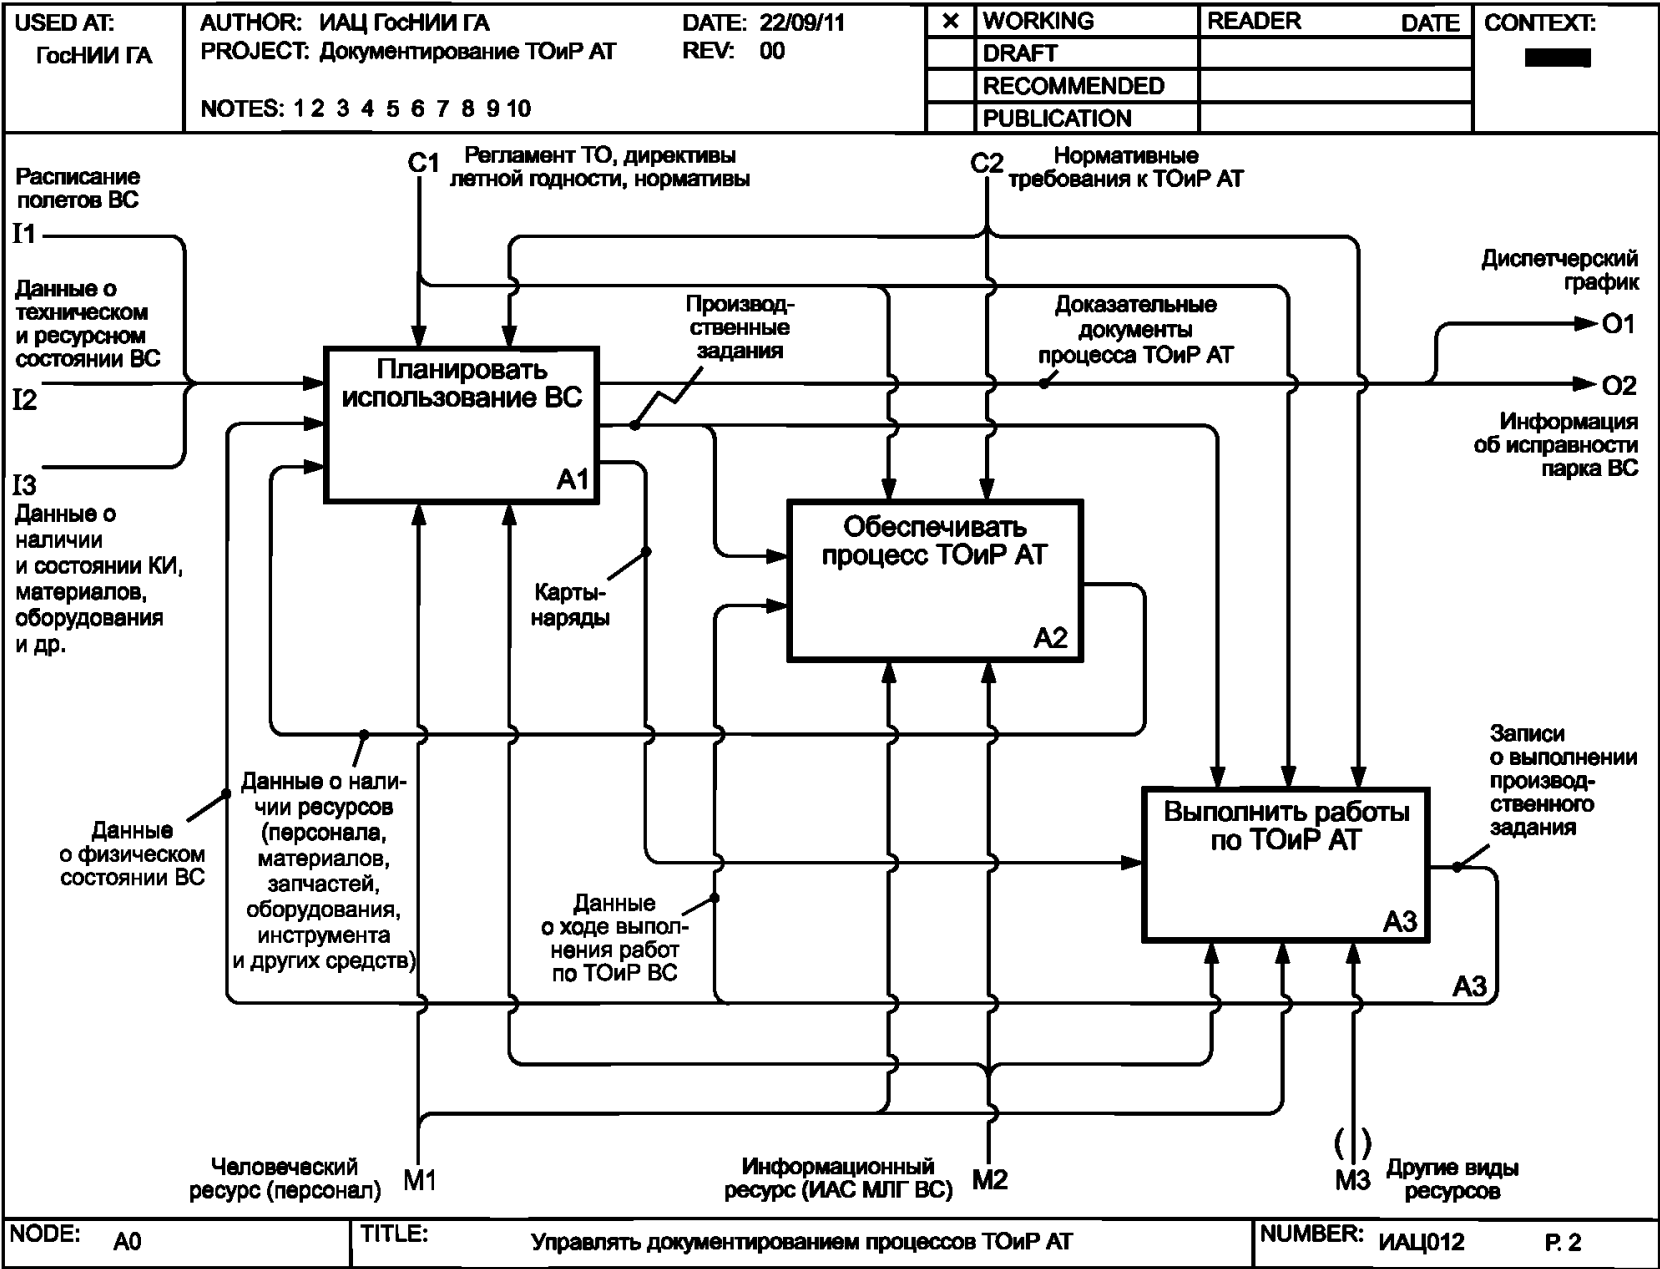 USED AT:
ГосНИИ ГА
AUTHOR: ИАЦ ГосНИИ ГА
DATE: 22/09/11
PROJECT: Документирование ТОиР АТ
REV: 00
NOTES: 1 2 3 4 5 6 7 8 9 10
× WORKING
DRAFT
RECOMMENDED
PUBLICATION
READER DATE
CONTEXT:
Расписание
полетов ВС
I1
Данные о
техническом
и ресурсном
состоянии ВС
I2
I3
Данные о
наличии
и состоянии КИ,
материалов,
оборудования
и др.
C1
Регламент ТО, директивы
летной годности, нормативы
C2
Нормативные
требования к ТОиР АТ
Диспетчерский
график
O1
O2
Информация
об исправности
парка ВС
Производ-
ственные
задания
Доказательные
документы
процесса ТОиР АТ
Планировать
использование ВС
A1
Обеспечивать
процесс ТОиР АТ
A2
Карты-
наряды
Выполнить работы
по ТОиР АТ
A3
Записи
о выполнении
производ-
ственного
задания
A3
Данные
о физическом
состоянии ВС
Данные о нали-
чии ресурсов
(персонала,
материалов,
запчастей,
оборудования,
инструмента
и других средств)
Данные
о ходе выпол-
нения работ
по ТОиР ВС
Человеческий
ресурс (персонал)
M1
Информационный
ресурс (ИАС МЛГ ВС)
M2
( )
M3
Другие виды
ресурсов
NODE: A0
TITLE: Управлять документированием процессов ТОиР АТ
NUMBER: ИАЦ012 P. 2